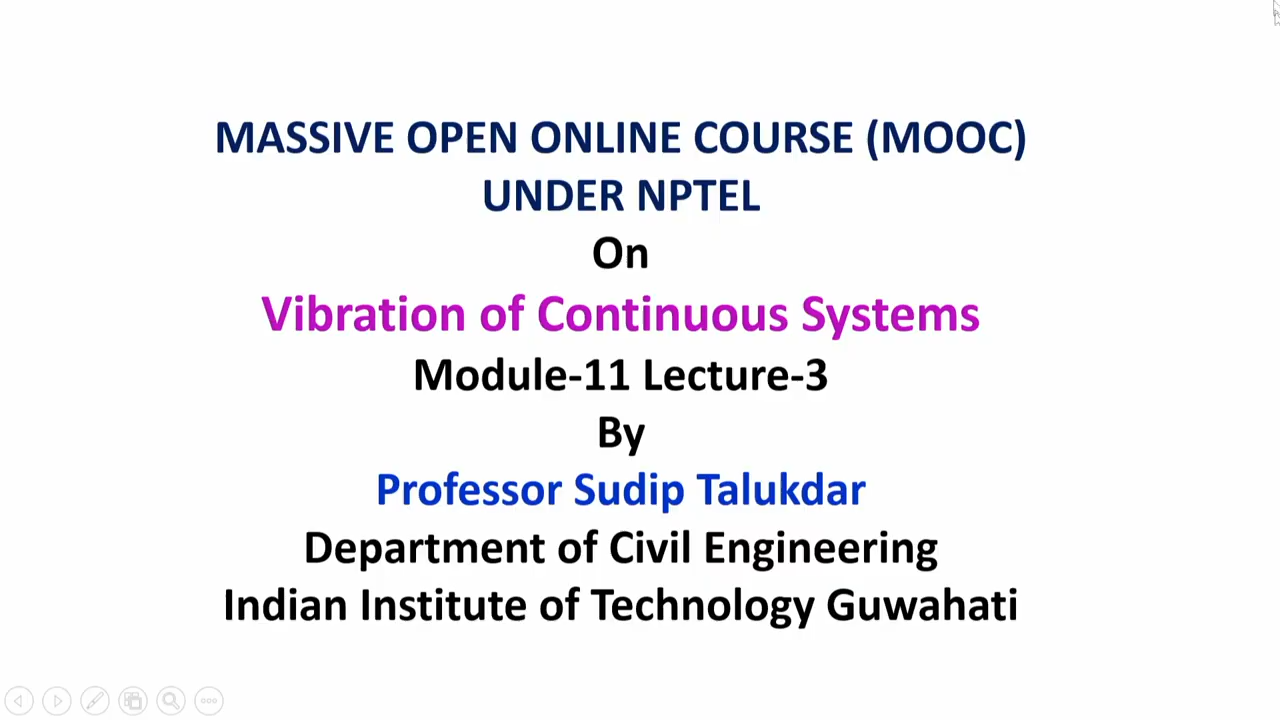 MASSIVE OPEN ONLINE COURSE (MOOC)
UNDER NPTEL
On
Vibration of Continuous Systems
Module-11 Lecture-3
By
Professor Sudip Talukdar
Department of Civil Engineering
Indian Institute of Technology Guwahati